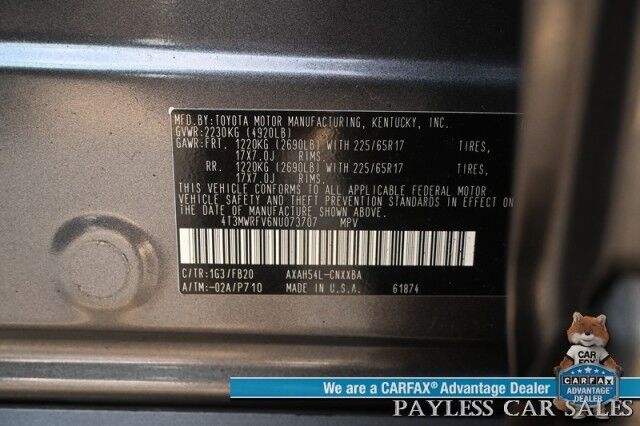 MFD.BY:TOYOTA MOTOR MANUFACTURING, KENTUCKY, INC.
GVWR:2230KG (4920LB)
GAWR:FRT. 1220KG (2690LB) WITH 225/65R17 TIRES,
17X7.0J RIMS.
RR. 1220KG (2690LB) WITH 225/65R17 TIRES,
17X7.0J RIMS.
THIS VEHICLE CONFORMS TO ALL APPLICABLE FEDERAL MOTOR
VEHICLE SAFETY AND THEFT PREVENTION STANDARDS IN EFFECT ON THE
DATE OF MANUFACTURE SHOWN ABOVE.
4T3MWRFV6NU073707 MPV
C/TR:1G3/FB20 AXAH54L-CNXXBA
A/TM:-02A/P710 MADE IN U.S.A. 61874
CAR
FOX
CARFAX
ADVANTAGE
DEALER
We are a CARFAX® Advantage Dealer
PAYLESS CAR SALES